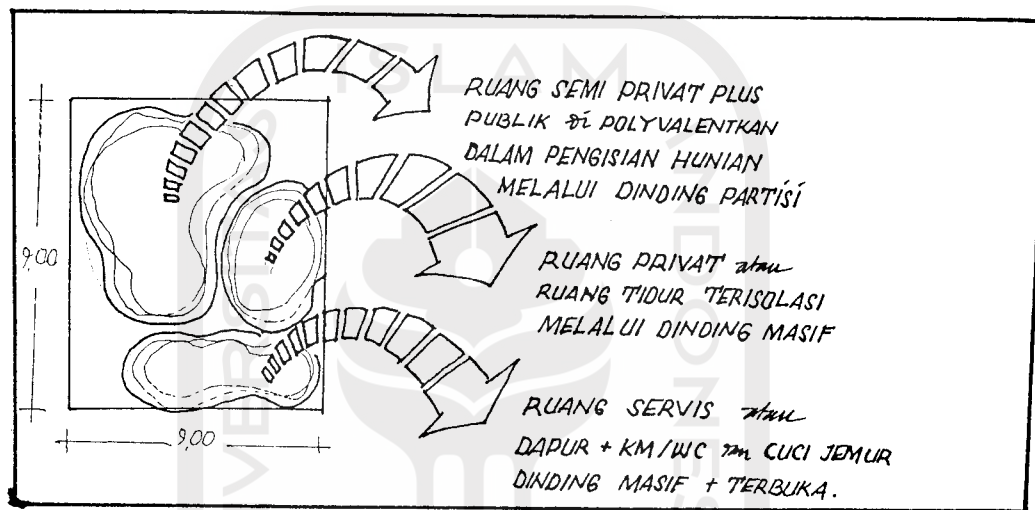 RUANG SEMI PRIVAT PLUS
PUBLIK di POLYVALENTKAN
DALAM PENGISIAN HUNIAN
MELALUI DINDING PARTISI
RUANG PRIVAT atau
RUANG TIDUR TERISOLASI
MELALUI DINDING MASIF
RUANG SERVIS atau
DAPUR + KM/WC CUCI JEMUR
DINDING MASIF + TERBUKA.
9,00
9,00
ISLAM